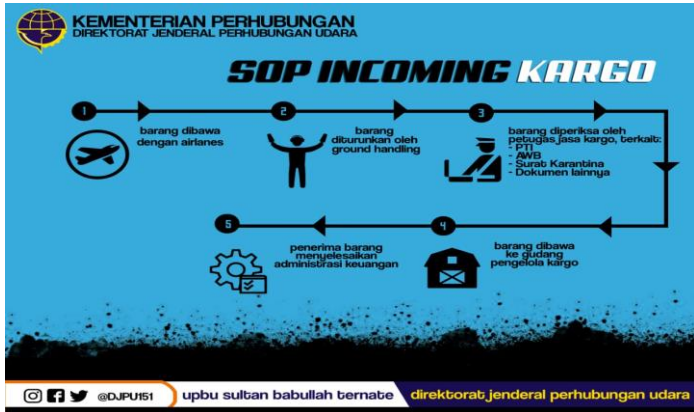 KEMENTERIAN PERHUBUNGAN
DIREKTORAT JENDERAL PERHUBUNGAN UDARA
SOP INCOMING KARGO
1
barang dibawa
dengan airlanes
2
barang
diturunkan oleh
ground handling
3
barang diperiksa oleh
petugas jasa kargo, terkait:
- PTI
- AWB
- Surat Karantina
- Dokumen lainnya
4
barang dibawa
ke gudang
pengelola kargo
5
penerima barang
menyelesaikan
administrasi keuangan
@DJPU151
upbu sultan babullah ternate
direktorat jenderal perhubungan udara